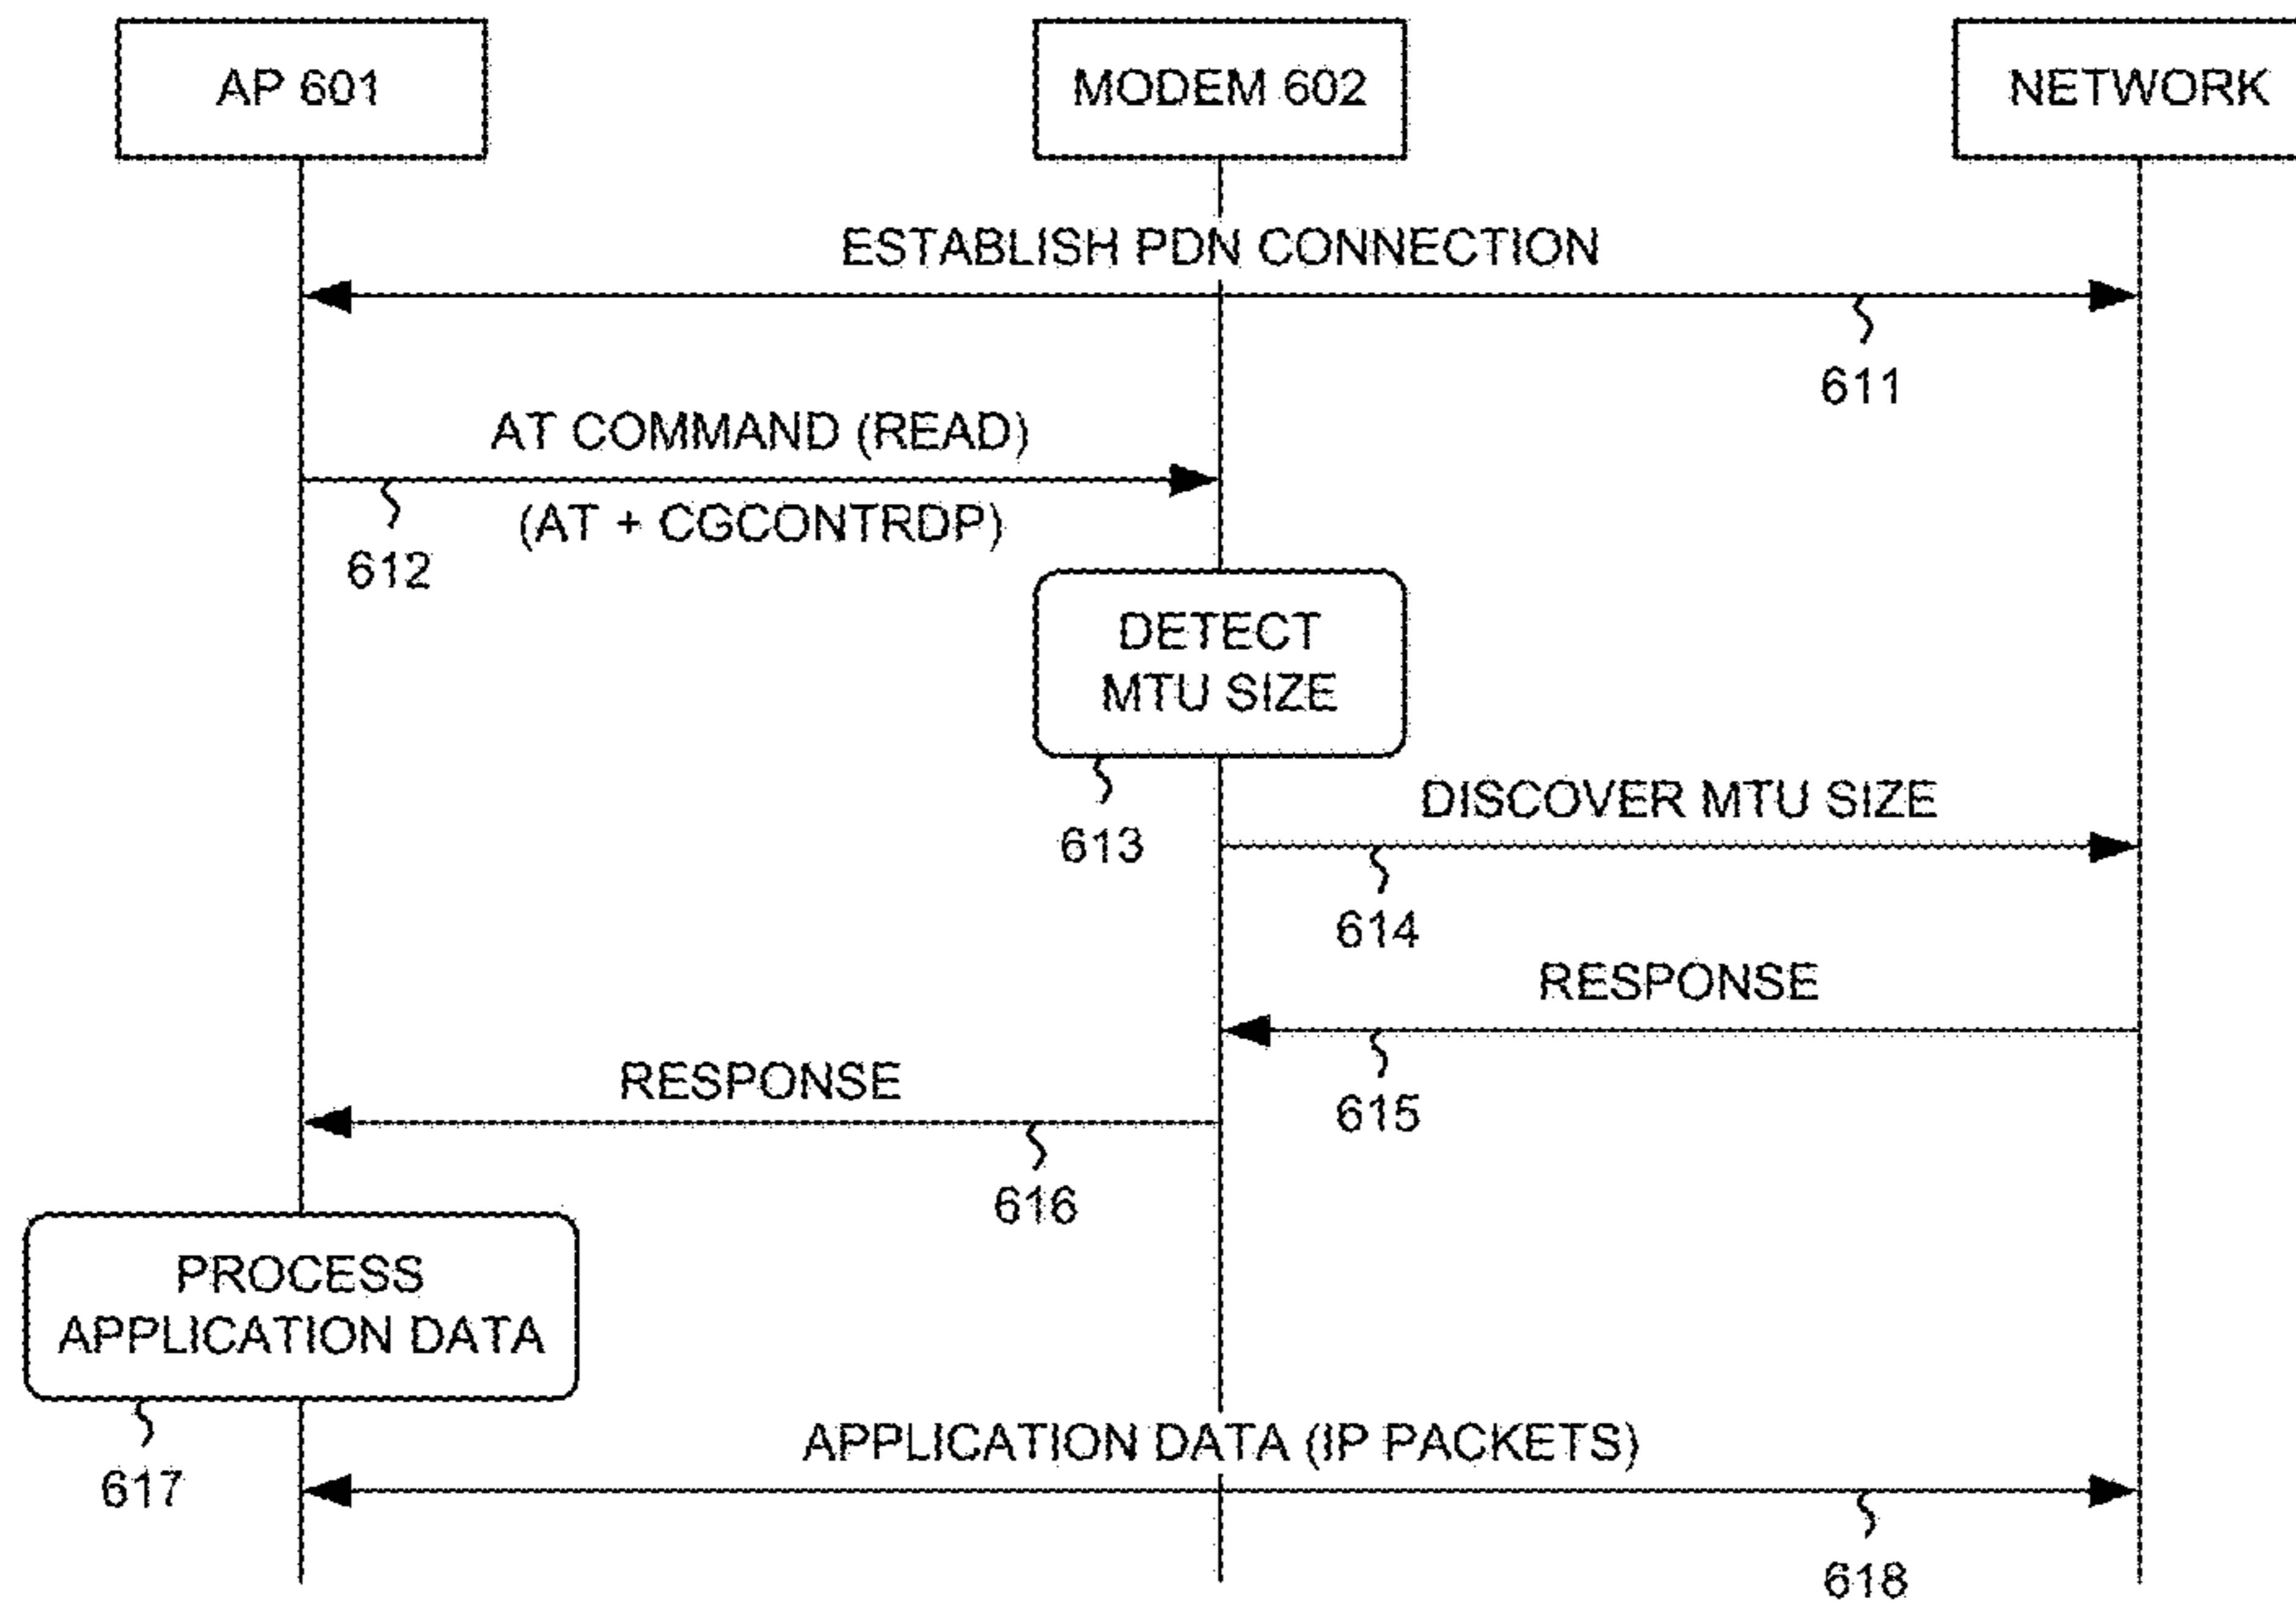 AP 601
MODEM 602
NETWORK
ESTABLISH PDN CONNECTION
611
AT COMMAND (READ)
(AT + CGCONTRDP)
612
DETECT
MTU SIZE
613
DISCOVER MTU SIZE
614
RESPONSE
615
RESPONSE
616
PROCESS
APPLICATION DATA
617
APPLICATION DATA (IP PACKETS)
618